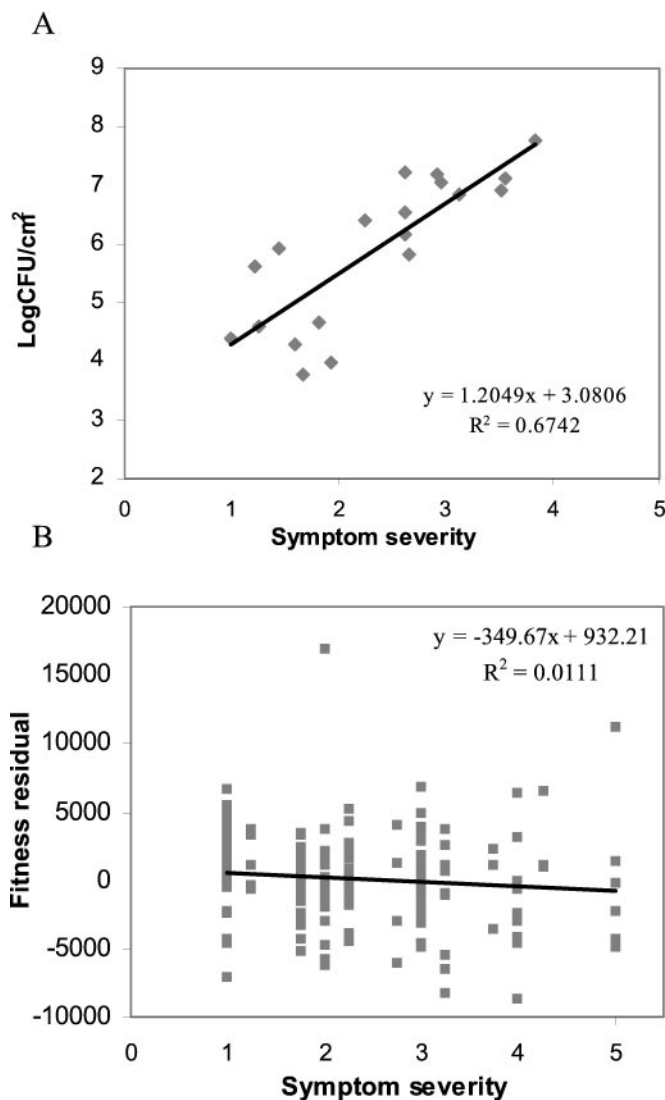 A
9
8
7
6
5
4
3
2
LogCFU/cm²
y = 1.2049x + 3.0806
R² = 0.6742
0 1 2 3 4 5
Symptom severity
B
20000
15000
10000
5000
0
-5000
-10000
Fitness residual
y = -349.67x + 932.21
R² = 0.0111
0 1 2 3 4 5
Symptom severity